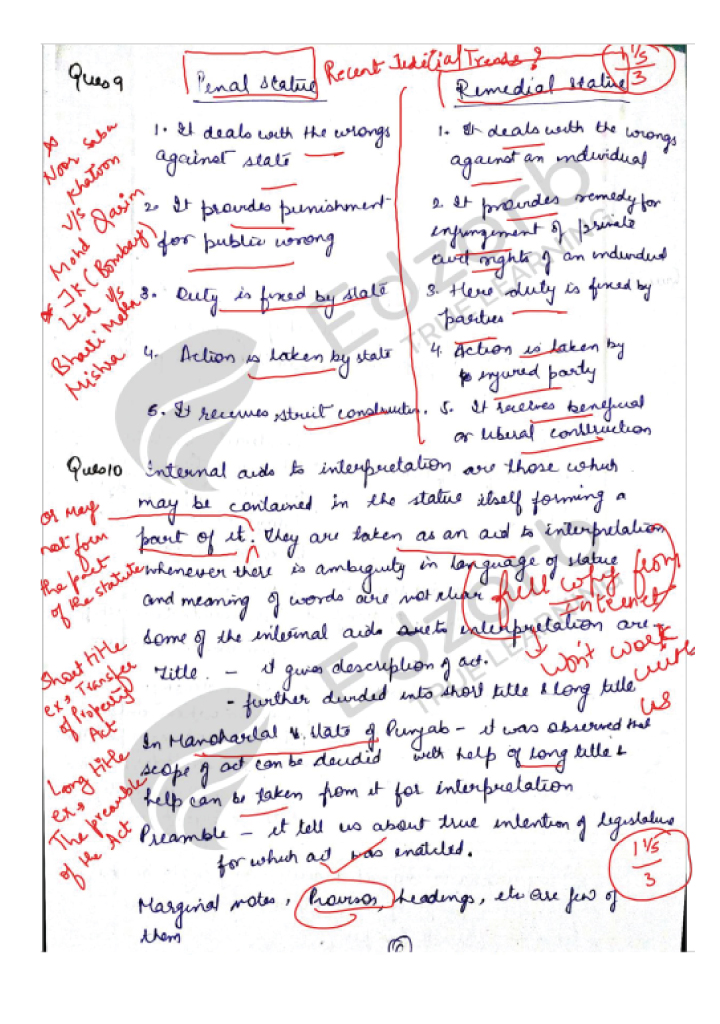 Recent Judicial Trends?
1 1/5
3
Ques 9
Penal statue
Remedial statue
1. It deals with the wrongs
against state
1. It deals with the wrongs
against an individual
2. It provides punishment
for public wrong
2. It provides remedy for
infringement of private
civil rights of an individual
3. Duty is fixed by state
3. Here duty is fixed by
parties
4. Action is taken by state
4. Action is taken by
injured party
5. It receives strict construction.
5. It receives beneficial
or liberal construction
Noor Saba
Khatoon
v/s
Mohd Qasim
JK (Bombay)
Ltd v/s
Bharti Matha
Mishra
Ques 10 internal aids to interpretation are those which
may be contained in the statue itself forming a
part of it. They are taken as an aid to interpretation
whenever there is ambiguity in language of statue
and meaning of words are not clear
Some of the internal aids to interpretation are -
Title - it gives description of act.
- further divided into short title & long title
In Manoharlal v. State of Punjab - it was observed that
scope of act can be decided with help of long title &
help can be taken from it for interpretation
Preamble - it tell us about true intention of legislature
for which act was enacted.
Marginal notes, Provisos, headings, etc are few of
them
or may
not form
the part
of the statute
full copy from
Internet
Won't work
with
us
Short title
ex → Transfer
of Property
Act
Long title
ex →
The preamble
of the Act
1 1/5
3
Edzorb
TRUE LEARNING
Edzorb
TRUE LEARNING